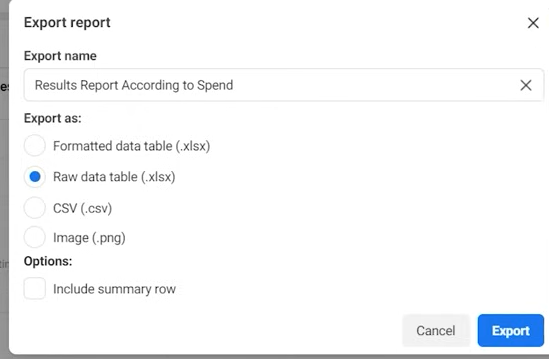 Export report
Export name
Results Report According to Spend
Export as:
Formatted data table (.xlsx)
Raw data table (.xlsx)
CSV (.csv)
Image (.png)
Options:
Include summary row
Cancel Export